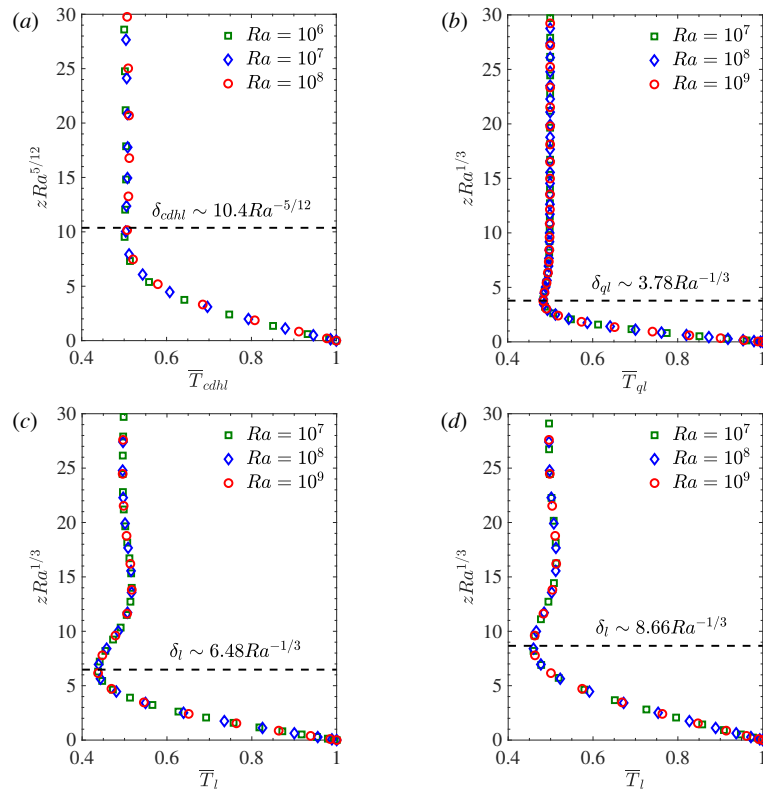 (a)
30
25
20
15
10
5
0
zRa^{5/12}
Ra = 10^6
Ra = 10^7
Ra = 10^8
δ_{cdhl} ∼ 10.4Ra^{−5/12}
0.4 0.6 0.8 1
\overline{T}_{cdhl}
(b)
30
25
20
15
10
5
0
zRa^{1/3}
Ra = 10^7
Ra = 10^8
Ra = 10^9
δ_{ql} ∼ 3.78Ra^{−1/3}
0.4 0.6 0.8 1
\overline{T}_{ql}
(c)
30
25
20
15
10
5
0
zRa^{1/3}
Ra = 10^7
Ra = 10^8
Ra = 10^9
δ_l ∼ 6.48Ra^{−1/3}
0.4 0.6 0.8 1
\overline{T}_l
(d)
30
25
20
15
10
5
0
zRa^{1/3}
Ra = 10^7
Ra = 10^8
Ra = 10^9
δ_l ∼ 8.66Ra^{−1/3}
0.4 0.6 0.8 1
\overline{T}_l